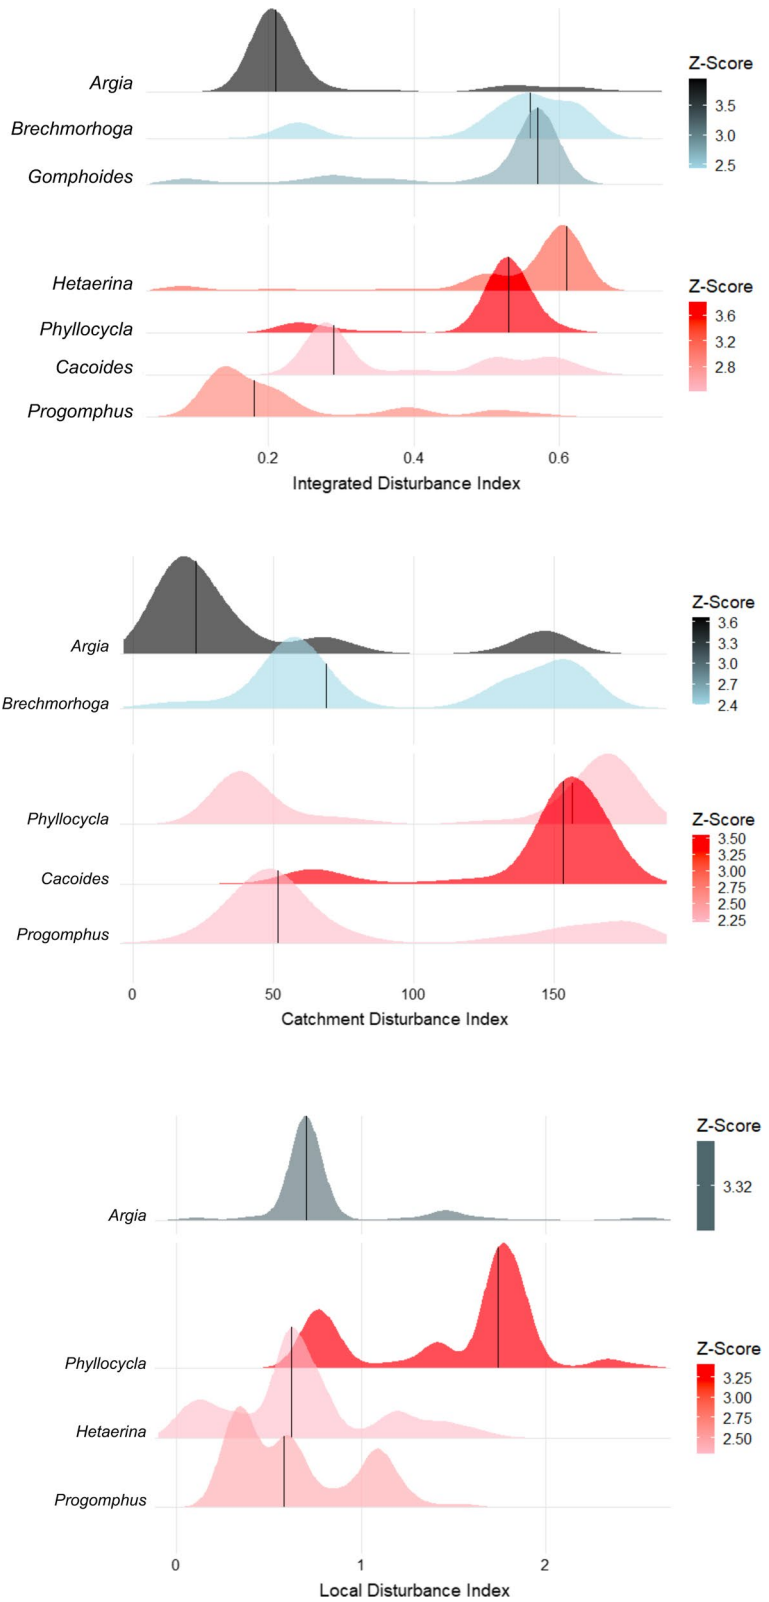 Argia
Brechmorhoga
Gomphoides
Z-Score
3.5
3.0
2.5
Hetaerina
Phyllocycla
Cacoides
Progomphus
Z-Score
3.6
3.2
2.8
0.2 0.4 0.6
Integrated Disturbance Index
Argia
Brechmorhoga
Z-Score
3.6
3.3
3.0
2.7
2.4
Phyllocycla
Cacoides
Progomphus
Z-Score
3.50
3.25
3.00
2.75
2.50
2.25
0 50 100 150
Catchment Disturbance Index
Argia
Z-Score
3.32
Phyllocycla
Hetaerina
Progomphus
Z-Score
3.25
3.00
2.75
2.50
0 1 2
Local Disturbance Index